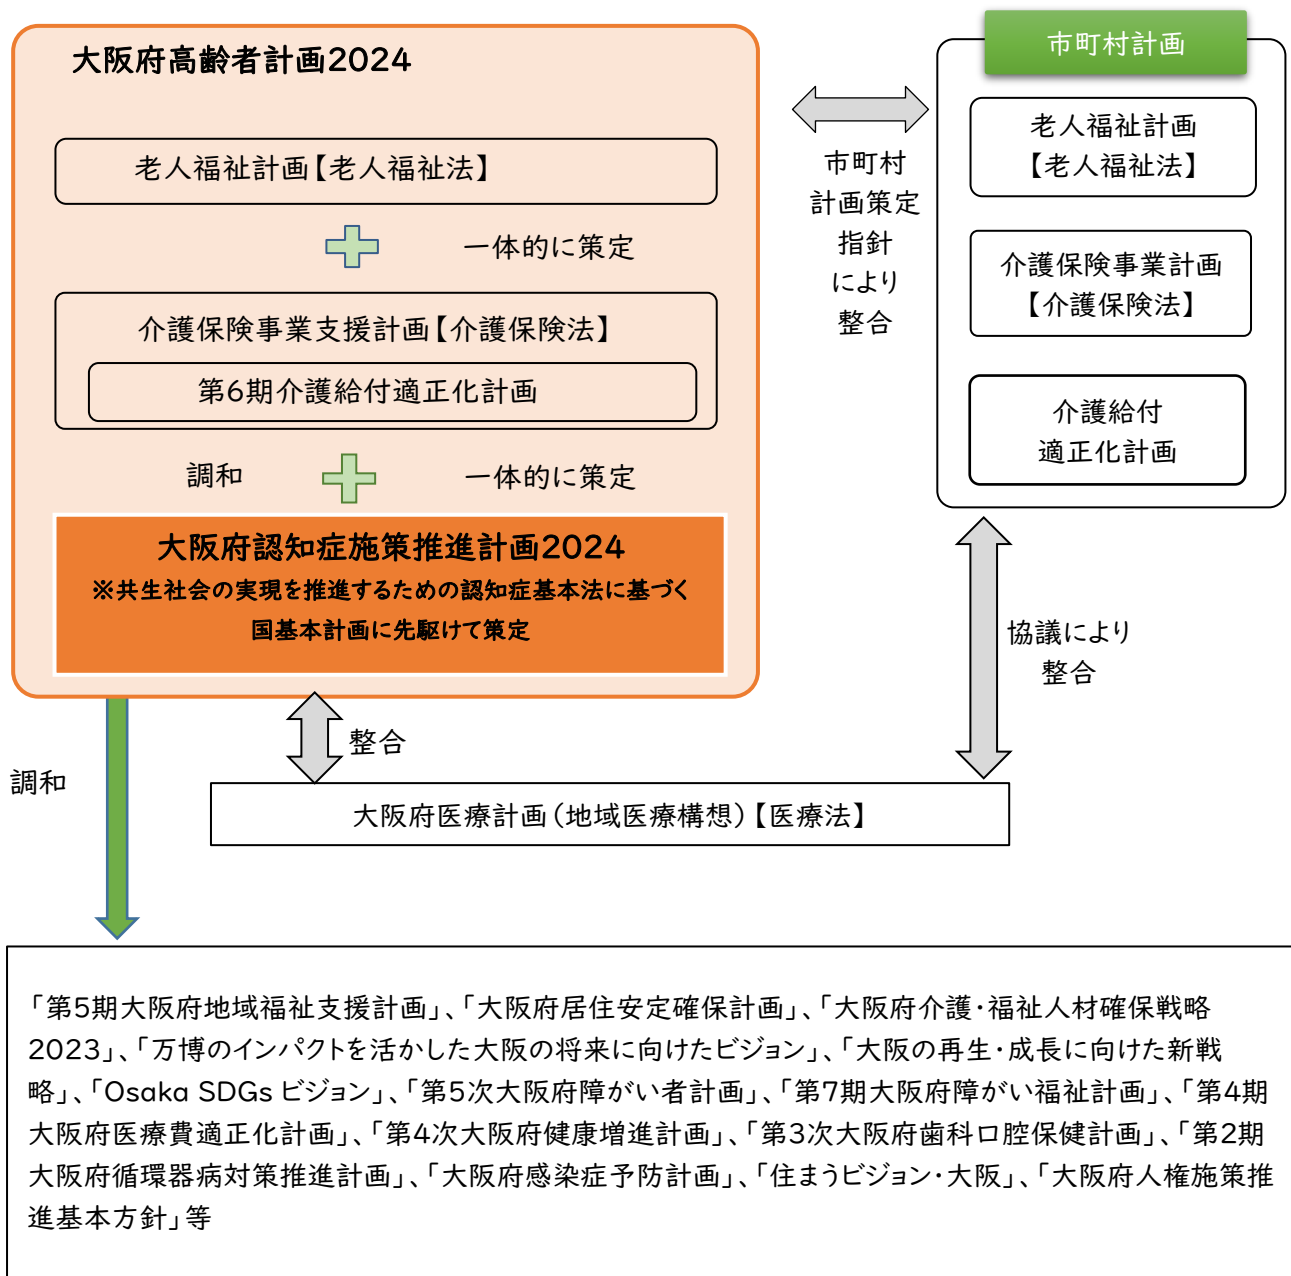 大阪府高齢者計画2024
老人福祉計画【老人福祉法】
一体的に策定
介護保険事業支援計画【介護保険法】
第6期介護給付適正化計画
調和
一体的に策定
大阪府認知症施策推進計画2024
※共生社会の実現を推進するための認知症基本法に基づく
国基本計画に先駆けて策定
市町村
計画策定
指針
により
整合
市町村計画
老人福祉計画
【老人福祉法】
介護保険事業計画
【介護保険法】
介護給付
適正化計画
協議により
整合
整合
調和
大阪府医療計画(地域医療構想)【医療法】
「第5期大阪府地域福祉支援計画」、「大阪府居住安定確保計画」、「大阪府介護・福祉人材確保戦略
2023」、「万博のインパクトを活かした大阪の将来に向けたビジョン」、「大阪の再生・成長に向けた新戦
略」、「Osaka SDGs ビジョン」、「第5次大阪府障がい者計画」、「第7期大阪府障がい福祉計画」、「第4期
大阪府医療費適正化計画」、「第4次大阪府健康増進計画」、「第3次大阪府歯科口腔保健計画」、「第2期
大阪府循環器病対策推進計画」、「大阪府感染症予防計画」、「住まうビジョン・大阪」、「大阪府人権施策推
進基本方針」等